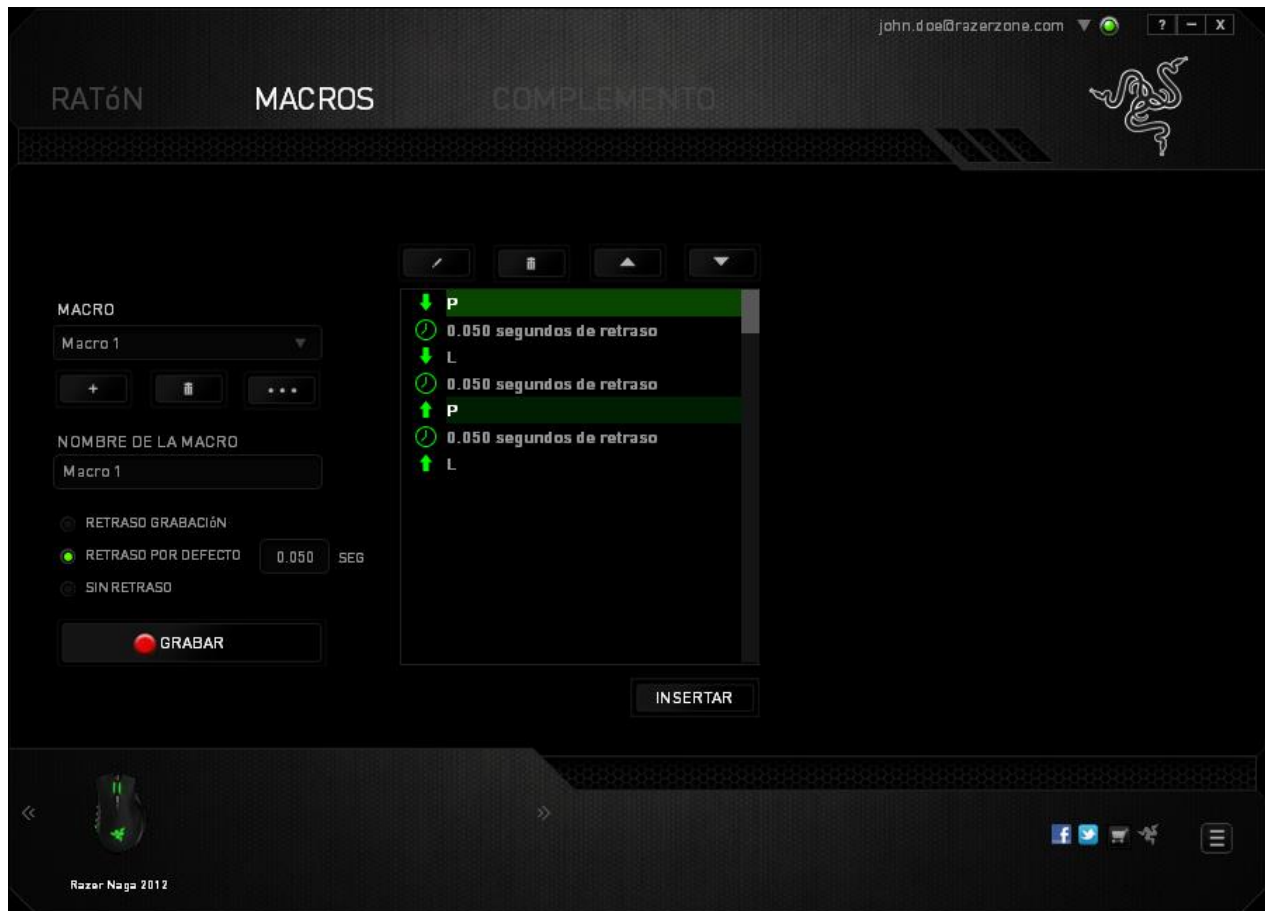 john.doe@razerzone.com
? – X
RATóN
MACROS
COMPLEMENTO
MACRO
Macro 1
+
...
NOMBRE DE LA MACRO
Macro 1
RETRASO GRABACIóN
RETRASO POR DEFECTO 0.050 SEG
SIN RETRASO
GRABAR
P
0.050 segundos de retraso
L
0.050 segundos de retraso
P
0.050 segundos de retraso
L
INSERTAR
Razer Naga 2012